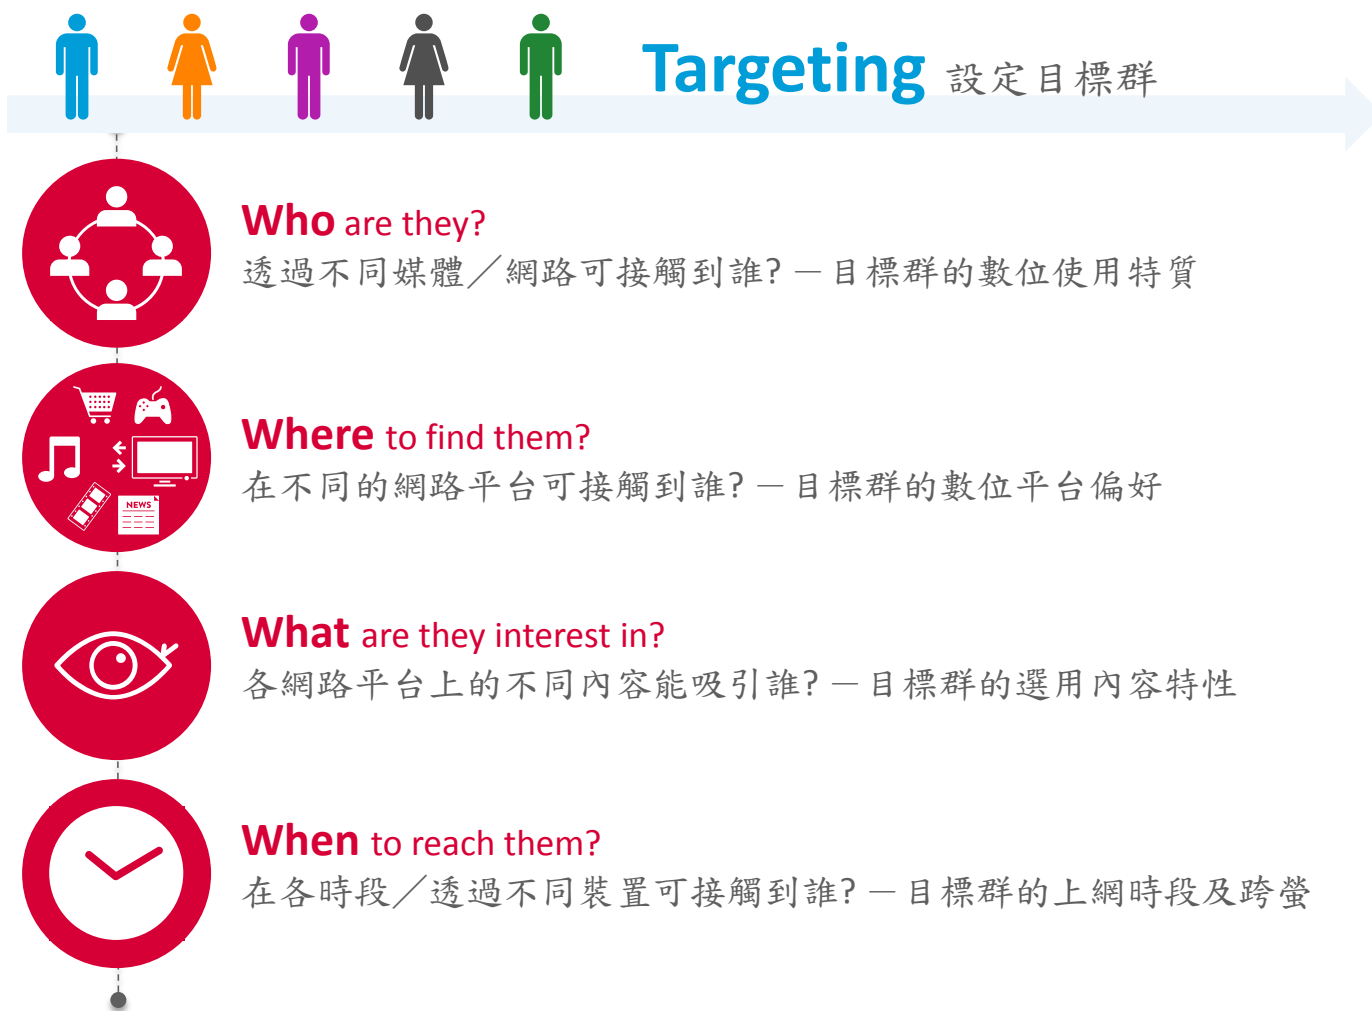 Targeting 設定目標群
Who are they?
透過不同媒體／網路可接觸到誰? －目標群的數位使用特質
Where to find them?
在不同的網路平台可接觸到誰? －目標群的數位平台偏好
NEWS
What are they interest in?
各網路平台上的不同內容能吸引誰? －目標群的選用內容特性
When to reach them?
在各時段／透過不同裝置可接觸到誰? －目標群的上網時段及跨螢